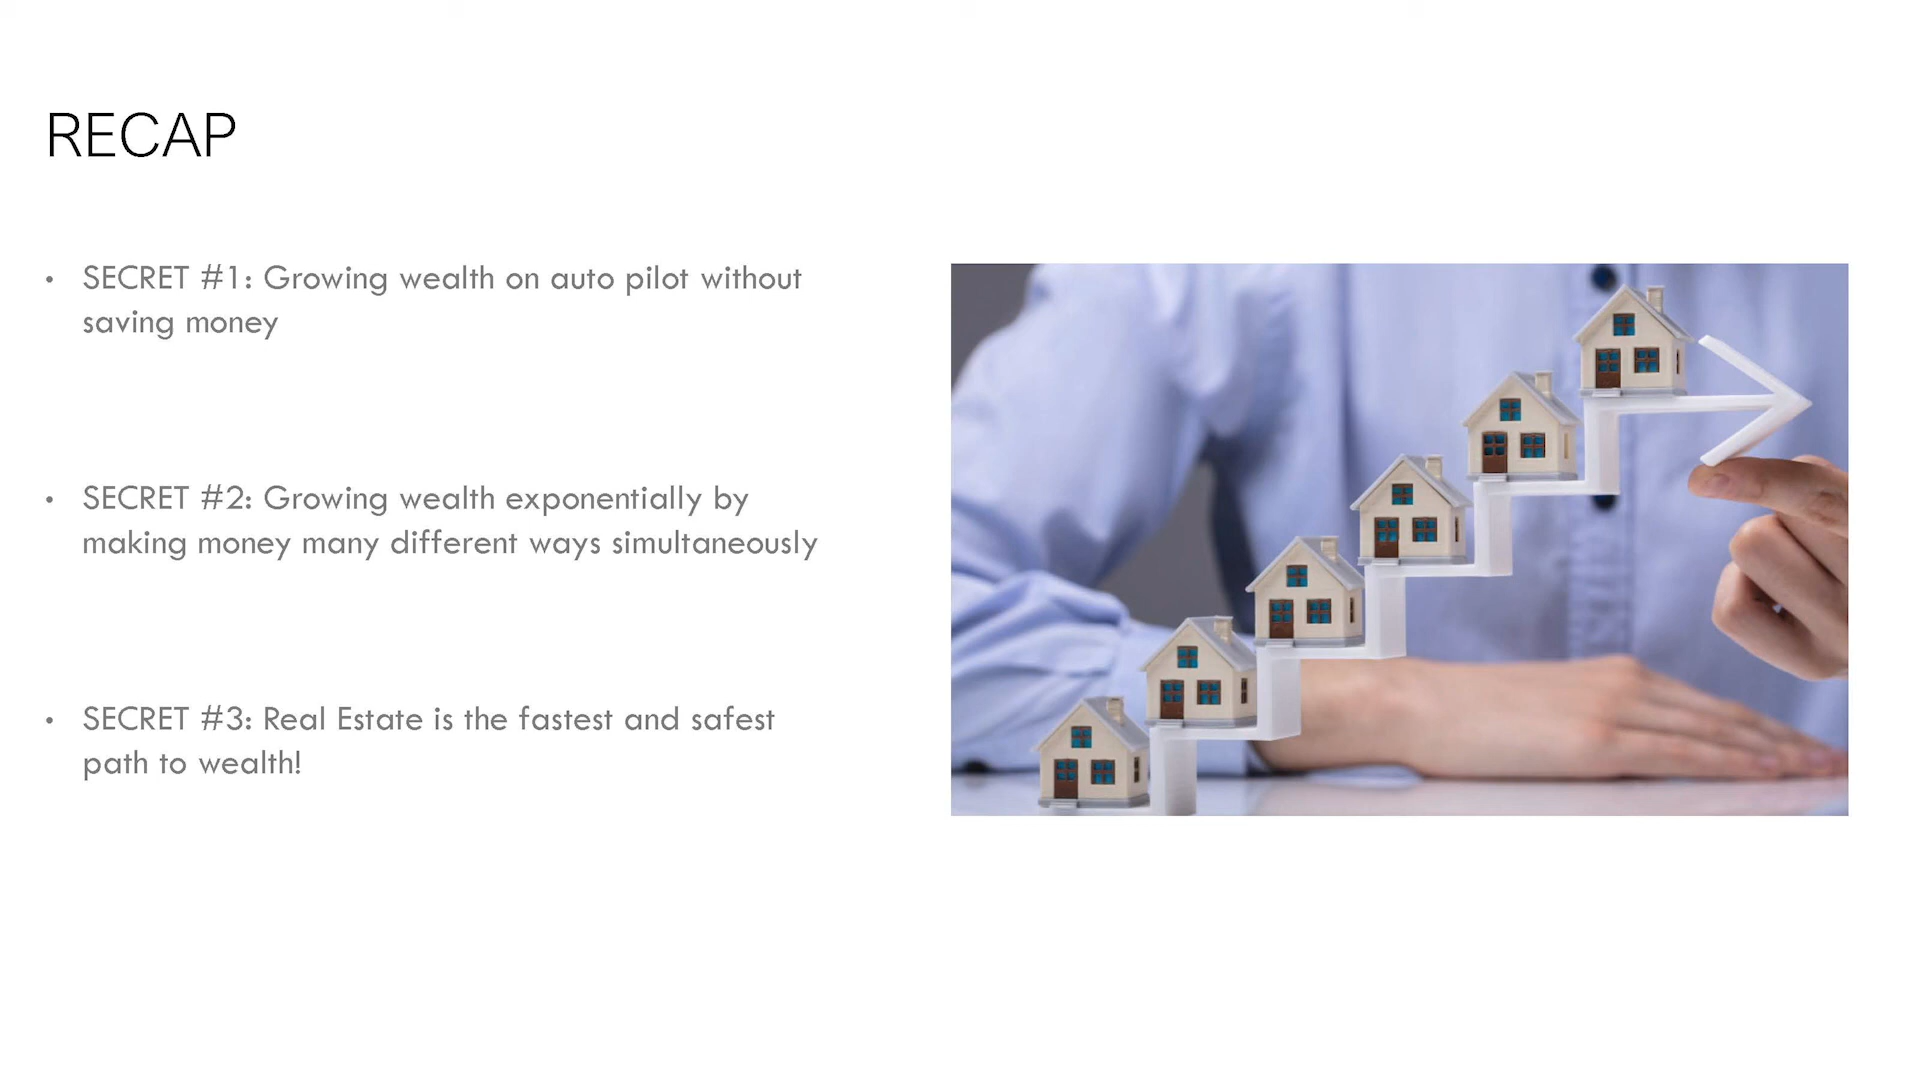 RECAP
• SECRET #1: Growing wealth on auto pilot without
saving money
• SECRET #2: Growing wealth exponentially by
making money many different ways simultaneously
• SECRET #3: Real Estate is the fastest and safest
path to wealth!